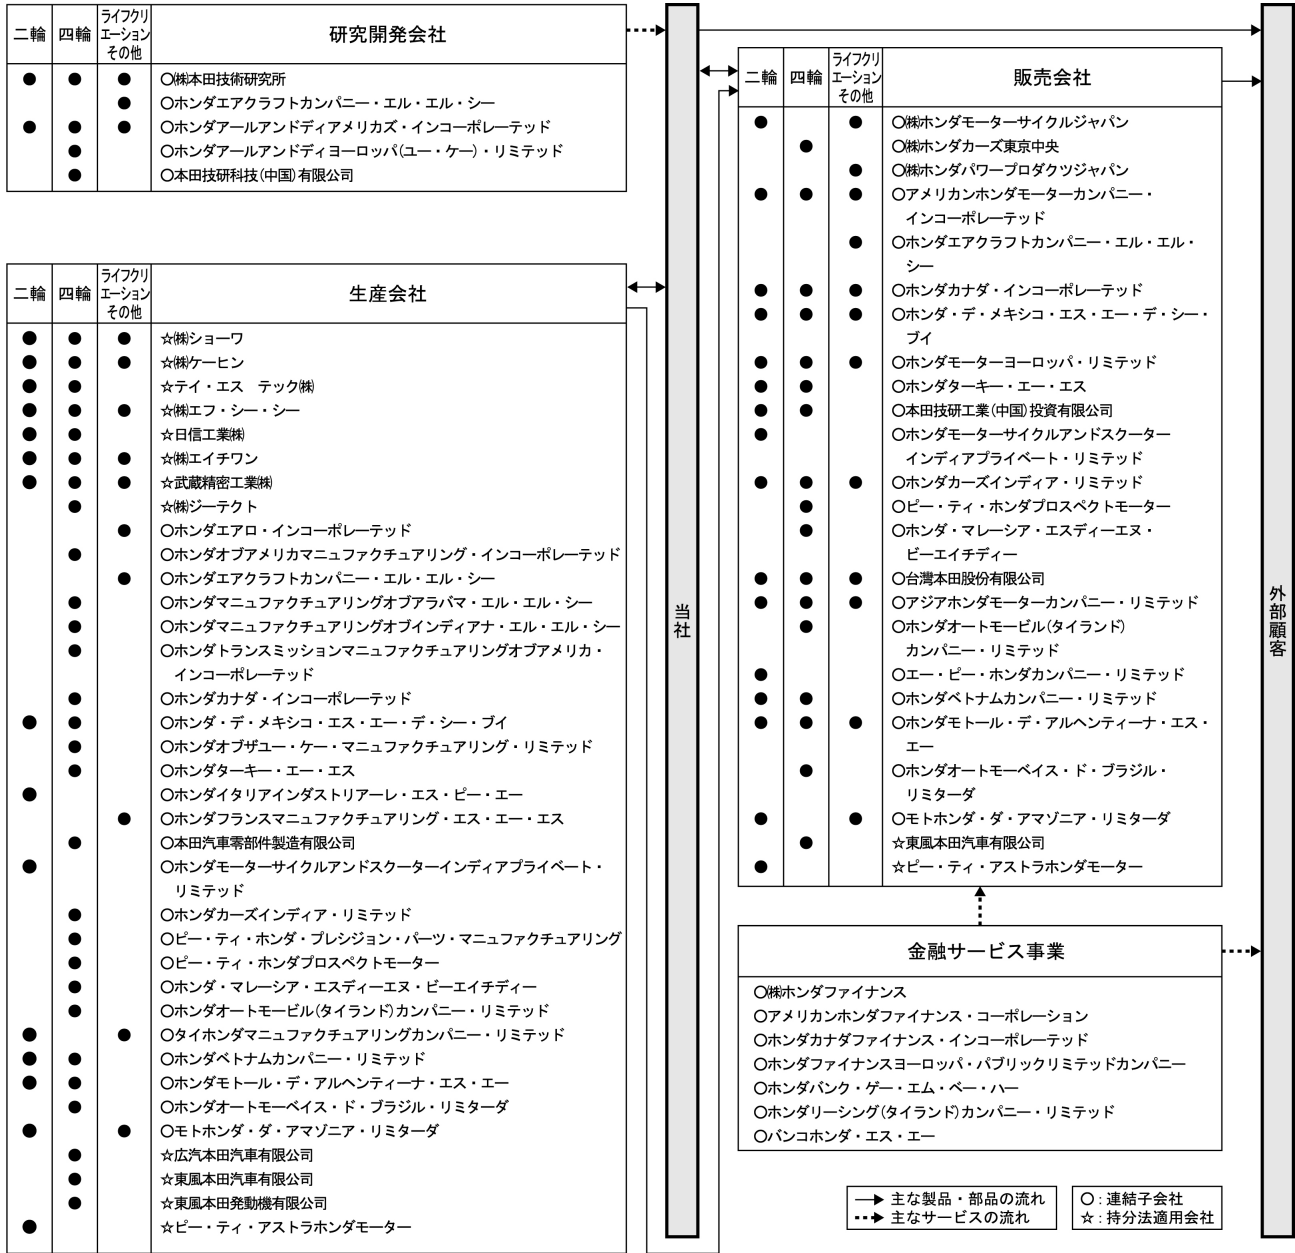 二輪 四輪 ライフクリエーションその他 研究開発会社
○㈱本田技術研究所
○ホンダエアクラフトカンパニー・エル・エル・シー
○ホンダアールアンドディアメリカズ・インコーポレーテッド
○ホンダアールアンドディヨーロッパ(ユー・ケー)・リミテッド
○本田技研科技(中国)有限公司
二輪 四輪 ライフクリエーションその他 生産会社
☆㈱ショーワ
☆㈱ケーヒン
☆テイ・エス テック㈱
☆㈱エフ・シー・シー
☆日信工業㈱
☆㈱エイチワン
☆武蔵精密工業㈱
☆㈱ジーテクト
○ホンダエアロ・インコーポレーテッド
○ホンダオブアメリカマニュファクチュアリング・インコーポレーテッド
○ホンダエアクラフトカンパニー・エル・エル・シー
○ホンダマニュファクチュアリングオブアラバマ・エル・エル・シー
○ホンダマニュファクチュアリングオブインディアナ・エル・エル・シー
○ホンダトランスミッションマニュファクチュアリングオブアメリカ・
インコーポレーテッド
○ホンダカナダ・インコーポレーテッド
○ホンダ・デ・メキシコ・エス・エー・デ・シー・ブイ
○ホンダオブザユー・ケー・マニュファクチュアリング・リミテッド
○ホンダターキー・エー・エス
○ホンダイタリアインダストリアーレ・エス・ピー・エー
○ホンダフランスマニュファクチュアリング・エス・エー・エス
○本田汽車零部件製造有限公司
○ホンダモーターサイクルアンドスクーターインディアプライベート・
リミテッド
○ホンダカーズインディア・リミテッド
○ピー・ティ・ホンダ・プレシジョン・パーツ・マニュファクチュアリング
○ピー・ティ・ホンダプロスペクトモーター
○ホンダ・マレーシア・エスディーエヌ・ビーエイチディー
○ホンダオートモービル(タイランド)カンパニー・リミテッド
○タイホンダマニュファクチュアリングカンパニー・リミテッド
○ホンダベトナムカンパニー・リミテッド
○ホンダモトール・デ・アルヘンティーナ・エス・エー
○ホンダオートモーベイス・ド・ブラジル・リミターダ
○モトホンダ・ダ・アマゾニア・リミターダ
☆広汽本田汽車有限公司
☆東風本田汽車有限公司
☆東風本田発動機有限公司
☆ピー・ティ・アストラホンダモーター
当社
二輪 四輪 ライフクリエーションその他 販売会社
○㈱ホンダモーターサイクルジャパン
○㈱ホンダカーズ東京中央
○㈱ホンダパワープロダクツジャパン
○アメリカンホンダモーターカンパニー・
インコーポレーテッド
○ホンダエアクラフトカンパニー・エル・エル・
シー
○ホンダカナダ・インコーポレーテッド
○ホンダ・デ・メキシコ・エス・エー・デ・シー・
ブイ
○ホンダモーターヨーロッパ・リミテッド
○ホンダターキー・エー・エス
○本田技研工業(中国)投資有限公司
○ホンダモーターサイクルアンドスクーター
インディアプライベート・リミテッド
○ホンダカーズインディア・リミテッド
○ピー・ティ・ホンダプロスペクトモーター
○ホンダ・マレーシア・エスディーエヌ・
ビーエイチディー
○台灣本田股份有限公司
○アジアホンダモーターカンパニー・リミテッド
○ホンダオートモービル(タイランド)
カンパニー・リミテッド
○エー・ピー・ホンダカンパニー・リミテッド
○ホンダベトナムカンパニー・リミテッド
○ホンダモトール・デ・アルヘンティーナ・エス・
エー
○ホンダオートモーベイス・ド・ブラジル・
リミターダ
○モトホンダ・ダ・アマゾニア・リミターダ
☆東風本田汽車有限公司
☆ピー・ティ・アストラホンダモーター
金融サービス事業
○㈱ホンダファイナンス
○アメリカンホンダファイナンス・コーポレーション
○ホンダカナダファイナンス・インコーポレーテッド
○ホンダファイナンスヨーロッパ・パブリックリミテッドカンパニー
○ホンダバンク・ゲー・エム・ベー・ハー
○ホンダリーシング(タイランド)カンパニー・リミテッド
○バンコホンダ・エス・エー
外部顧客
主な製品・部品の流れ
主なサービスの流れ
○：連結子会社
☆：持分法適用会社